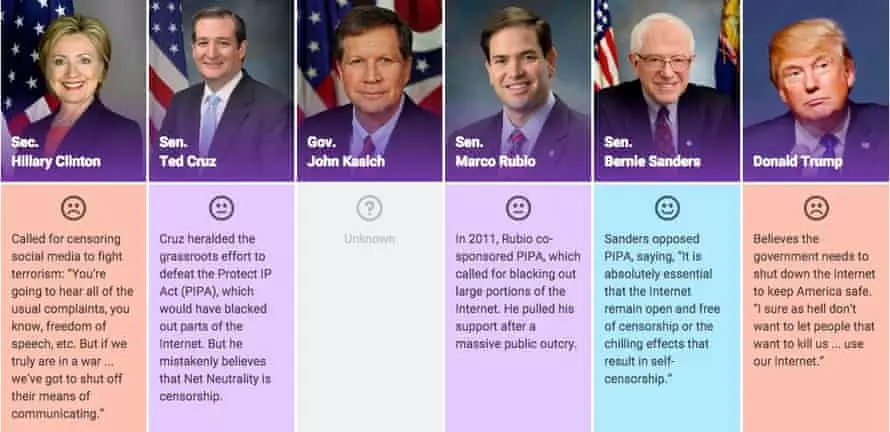 Sec.
Hillary Clinton
Sen.
Ted Cruz
Gov.
John Kasich
Sen.
Marco Rubio
Sen.
Bernie Sanders
Donald Trump
Called for censoring
social media to fight
terrorism: “You’re
going to hear all of the
usual complaints, you
know, freedom of
speech, etc. But if we
truly are in a war ...
we’ve got to shut off
their means of
communicating.”
Cruz heralded the
grassroots effort to
defeat the Protect IP
Act (PIPA), which
would have blacked
out parts of the
Internet. But he
mistakenly believes
that Net Neutrality is
censorship.
Unknown
In 2011, Rubio co-
sponsored PIPA, which
called for blacking out
large portions of the
Internet. He pulled his
support after a
massive public outcry.
Sanders opposed
PIPA, saying, “It is
absolutely essential
that the Internet
remain open and free
of censorship or the
chilling effects that
result in self-
censorship.”
Believes the
government needs to
shut down the Internet
to keep America safe.
“I sure as hell don’t
want to let people that
want to kill us ... use
our Internet.”